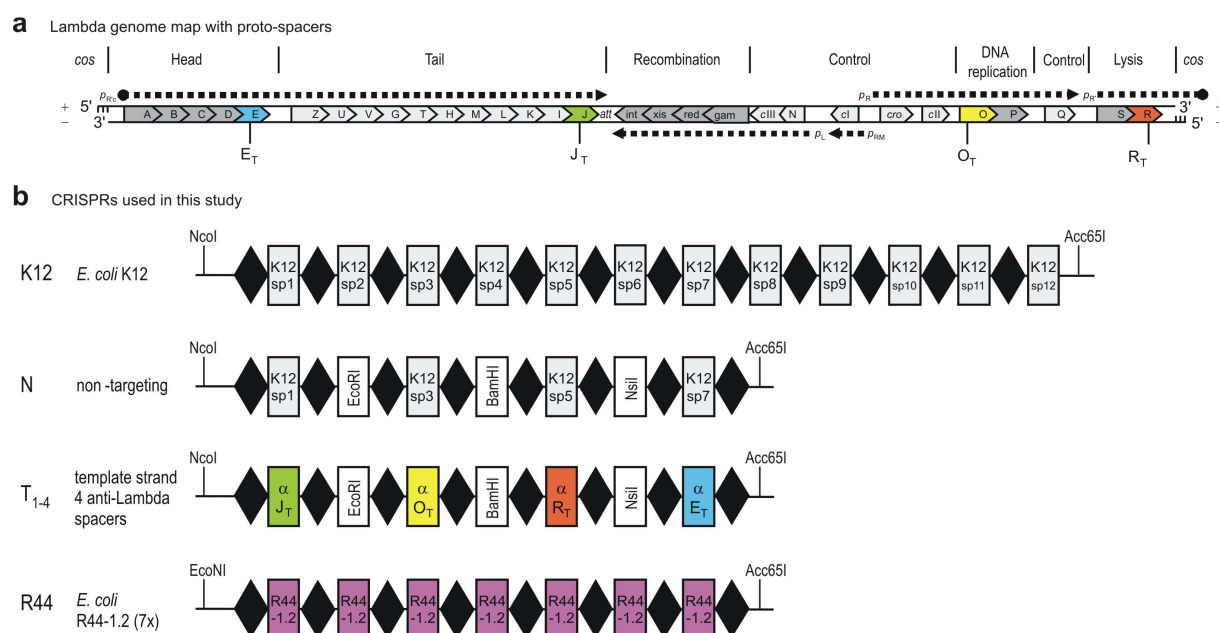 a Lambda genome map with proto-spacers
cos Head Tail Recombination Control DNA replication Control Lysis cos
pR'c pR pR'
+ 5' 3'
A B C D E Z U V G T H M L K I J att int xis red gam cIII N cI cro cII O P Q S R
− 3' 5'
pL pRM
ET JT OT RT
b CRISPRs used in this study
NcoI Acc65I
K12 E. coli K12
K12 sp1 K12 sp2 K12 sp3 K12 sp4 K12 sp5 K12 sp6 K12 sp7 K12 sp8 K12 sp9 K12 sp10 K12 sp11 K12 sp12
NcoI Acc65I
N non -targeting
K12 sp1 EcoRI K12 sp3 BamHI K12 sp5 NsiI K12 sp7
NcoI Acc65I
T1-4 template strand
4 anti-Lambda
spacers
α JT EcoRI α OT BamHI α RT NsiI α ET
EcoNI Acc65I
R44 E. coli
R44-1.2 (7x)
R44 -1.2 R44 -1.2 R44 -1.2 R44 -1.2 R44 -1.2 R44 -1.2 R44 -1.2